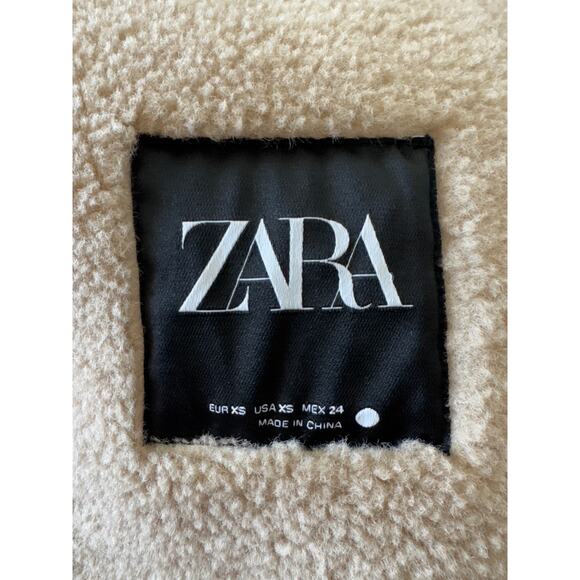 ZARA
EUR XS USA XS MEX 24
MADE IN CHINA